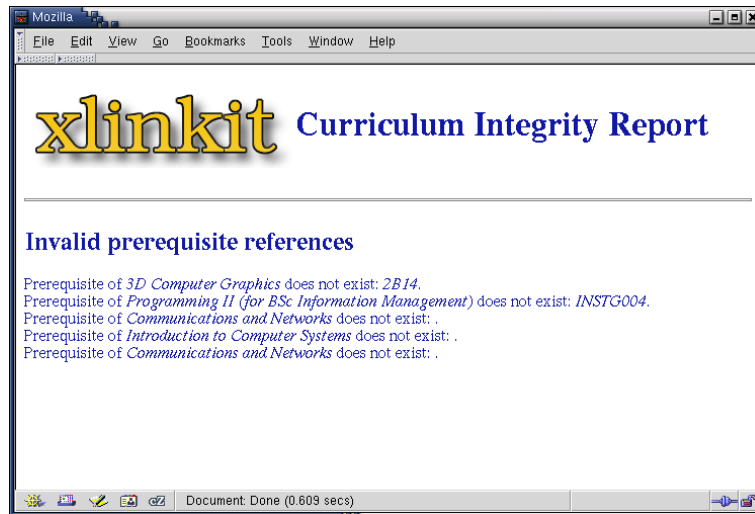 Mozilla
File Edit View Go Bookmarks Tools Window Help
xlinkit Curriculum Integrity Report
Invalid prerequisite references
Prerequisite of 3D Computer Graphics does not exist: 2B14.
Prerequisite of Programming II (for BSc Information Management) does not exist: INSTG004.
Prerequisite of Communications and Networks does not exist: .
Prerequisite of Introduction to Computer Systems does not exist: .
Prerequisite of Communications and Networks does not exist: .
Document: Done (0.609 secs)